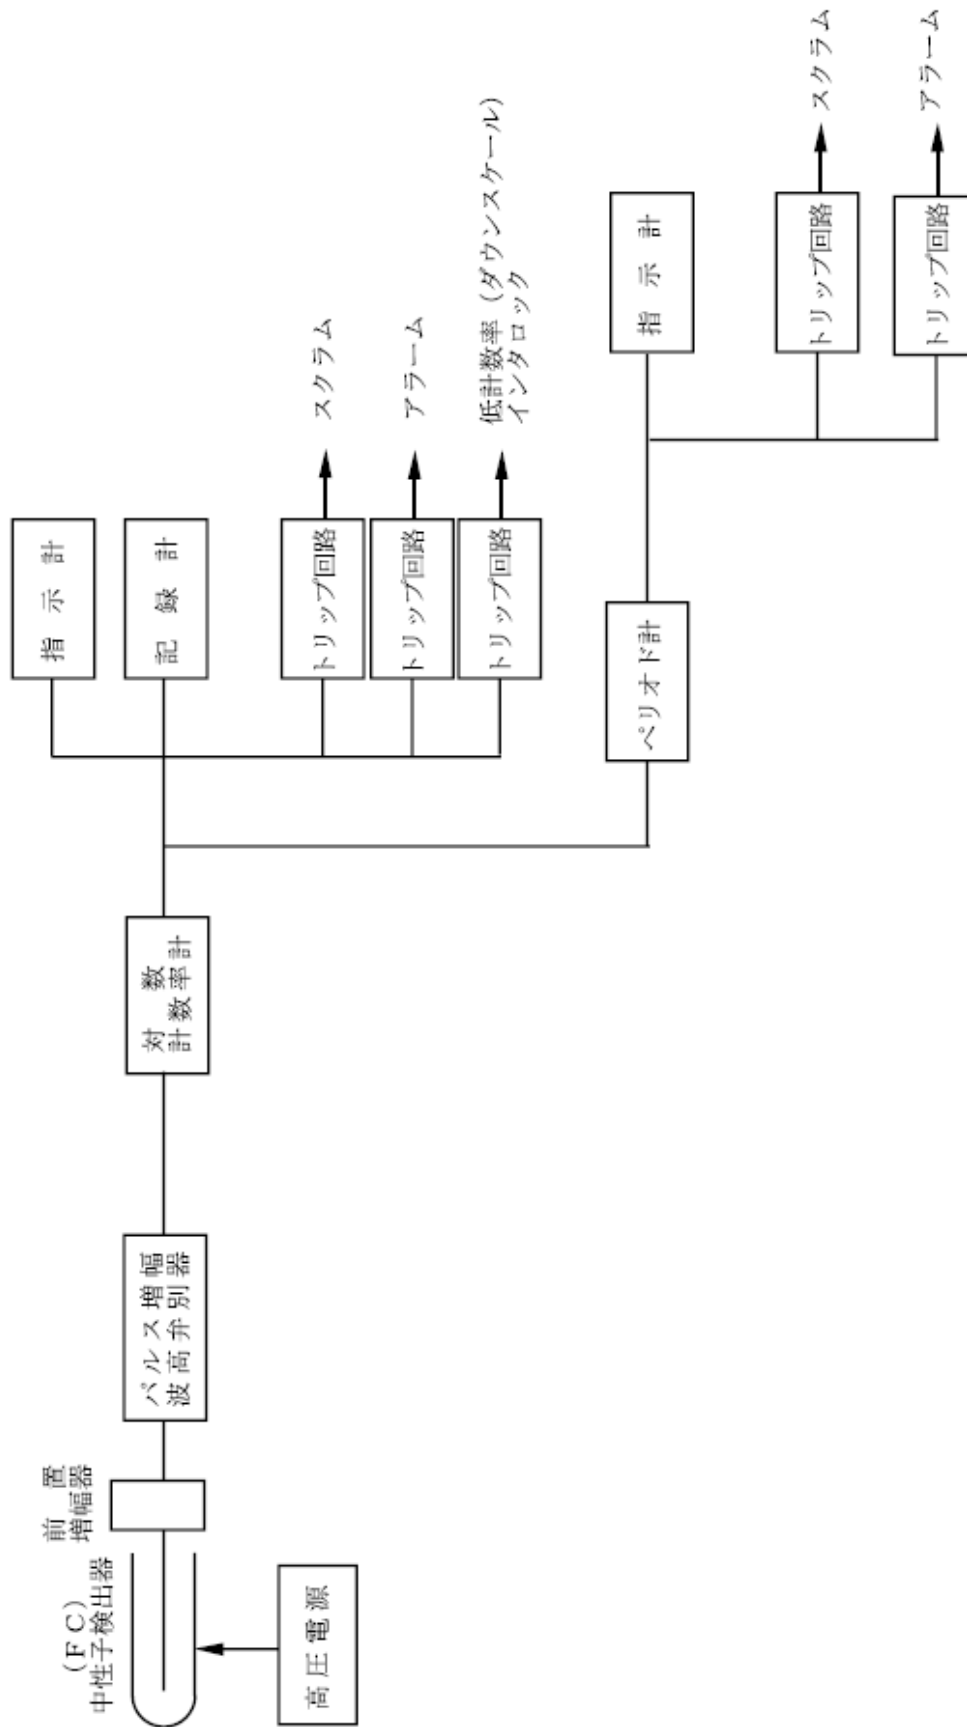 中性子検出器
(FC)
前置
増幅器
高圧電源
パルス増幅
波高弁別器
対数
計数率計
指示計
記録計
トリップ回路
スクラム
トリップ回路
アラーム
トリップ回路
低計数率(ダウンスケール)
インタロック
ペリオド計
指示計
トリップ回路
スクラム
トリップ回路
アラーム